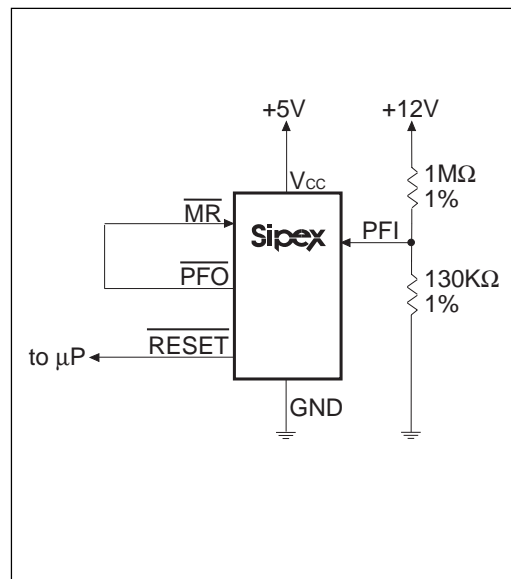 +5V
+12V
VCC
1MΩ
1%
MR
Sipex
PFI
PFO
130KΩ
1%
RESET
to µP
GND